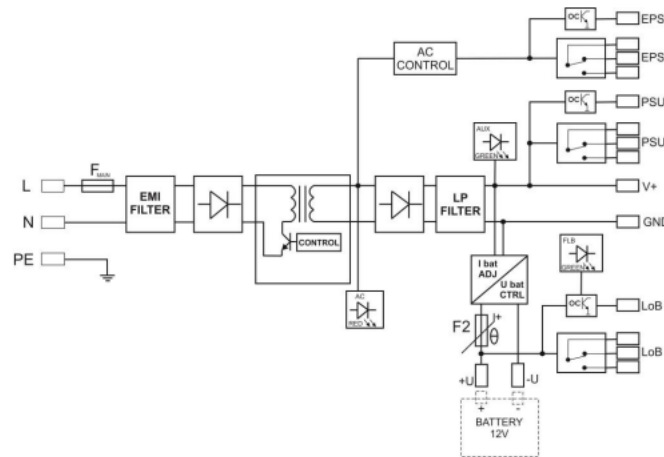 OC
EPS
AC
CONTROL
EPS
OC
PSU
AUX
GREEN
PSU
L
F MAIN
EMI
FILTER
LP
FILTER
V+
N
CONTROL
GND
PE
I bat
ADJ
U bat
CTRL
FLB
GREEN
AC
RED
OC
LoB
F2
I+
θ
LoB
+U
-U
+
-
BATTERY
12V